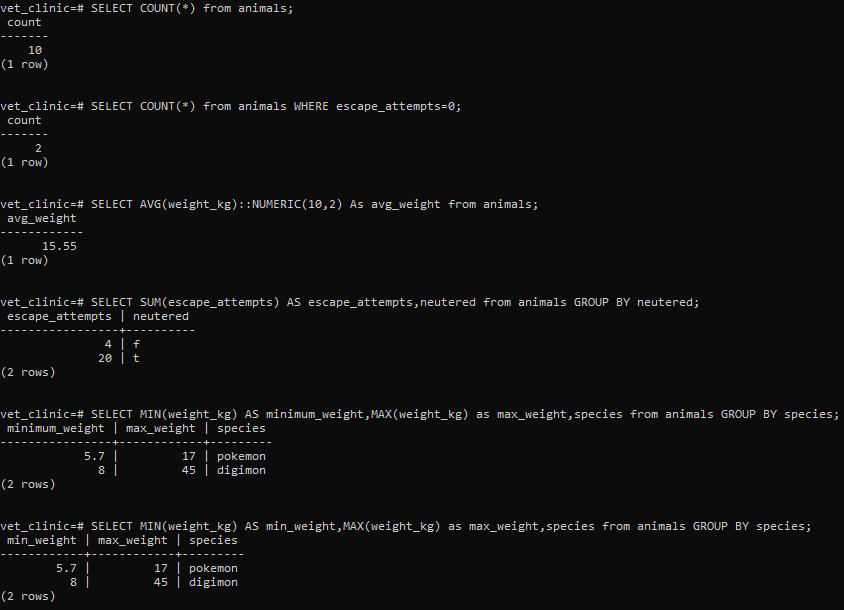 vet_clinic=# SELECT COUNT(*) from animals;
 count
-------
    10
(1 row)

vet_clinic=# SELECT COUNT(*) from animals WHERE escape_attempts=0;
 count
-------
     2
(1 row)

vet_clinic=# SELECT AVG(weight_kg)::NUMERIC(10,2) As avg_weight from animals;
 avg_weight
------------
      15.55
(1 row)

vet_clinic=# SELECT SUM(escape_attempts) AS escape_attempts,neutered from animals GROUP BY neutered;
 escape_attempts | neutered
-----------------+----------
               4 | f
              20 | t
(2 rows)

vet_clinic=# SELECT MIN(weight_kg) AS minimum_weight,MAX(weight_kg) as max_weight,species from animals GROUP BY species;
 minimum_weight | max_weight | species
----------------+------------+---------
            5.7 |         17 | pokemon
              8 |         45 | digimon
(2 rows)

vet_clinic=# SELECT MIN(weight_kg) AS min_weight,MAX(weight_kg) as max_weight,species from animals GROUP BY species;
 min_weight | max_weight | species
------------+------------+---------
        5.7 |         17 | pokemon
          8 |         45 | digimon
(2 rows)